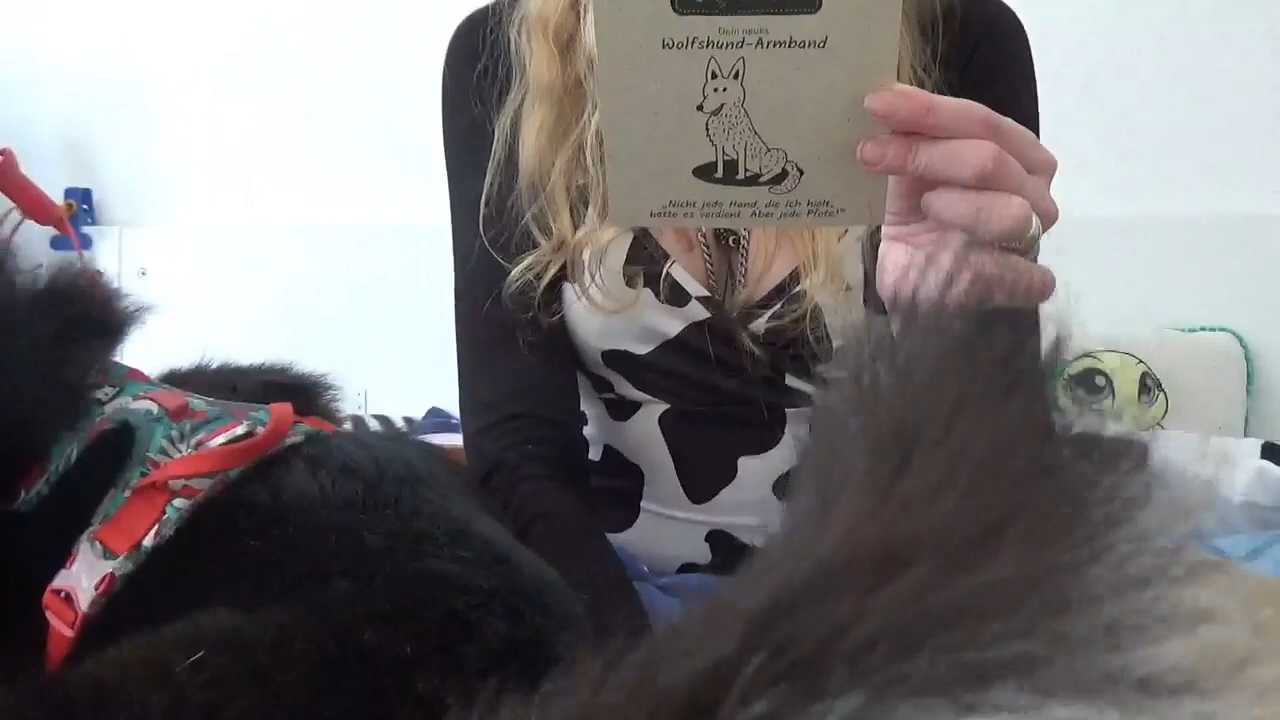 Dein neues
Wolfshund-Armband
„Nicht jede Hand, die ich hielt,
hatte es verdient. Aber jede Pfote!"